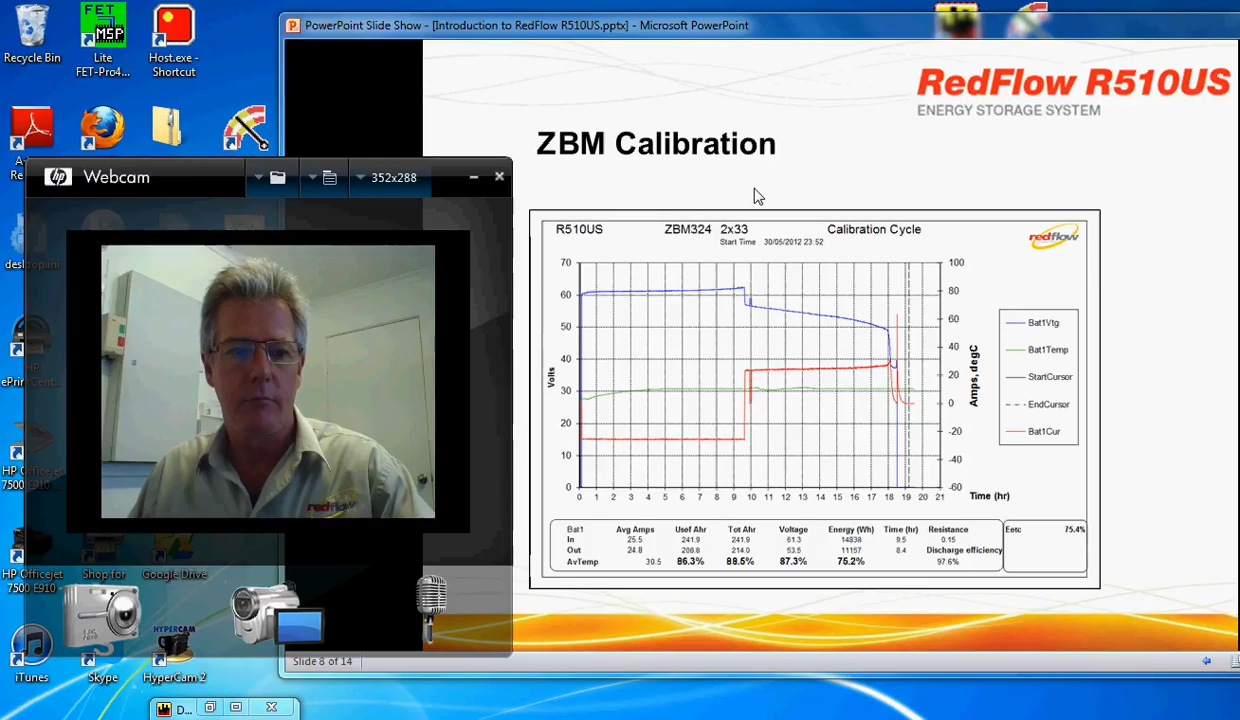 Recycle Bin
FET
MSP
Lite
FET-Pro4...
Host.exe -
Shortcut
PowerPoint Slide Show - [Introduction to RedFlow R510US.pptx] - Microsoft PowerPoint
RedFlow R510US
ENERGY STORAGE SYSTEM
ZBM Calibration
hp
Webcam
352x288
R510US
ZBM324 2x33
Calibration Cycle
Start Time 30/05/2012 23:52
redflow
70
60
50
40
30
20
10
0
Volts
100
80
60
40
20
0
-20
-40
-60
Amps, degC
0 1 2 3 4 5 6 7 8 9 10 11 12 13 14 15 16 17 18 19 20 21
Time (hr)
Bat1Vtg
Bat1Temp
StartCursor
EndCursor
Bat1Cur
Bat1 Avg Amps Usef Ahr Tot Ahr Voltage Energy (Wh) Time (hr) Resistance
In 25.5 241.9 241.9 61.3 14838 9.5 0.15
Out 24.8 208.8 214.0 53.5 11157 8.4 Discharge efficiency
AvTemp 30.5 86.3% 88.5% 87.3% 75.2% 97.6%
Eetc 75.4%
redflow
desktop.ini
HP
ePrintCent...
HP Officejet
7500 E910 ...
HP Officejet
7500 E910 ...
Shop for
Google Drive
HYPERCAM
iTunes
Skype
HyperCam 2
Slide 8 of 14
D...